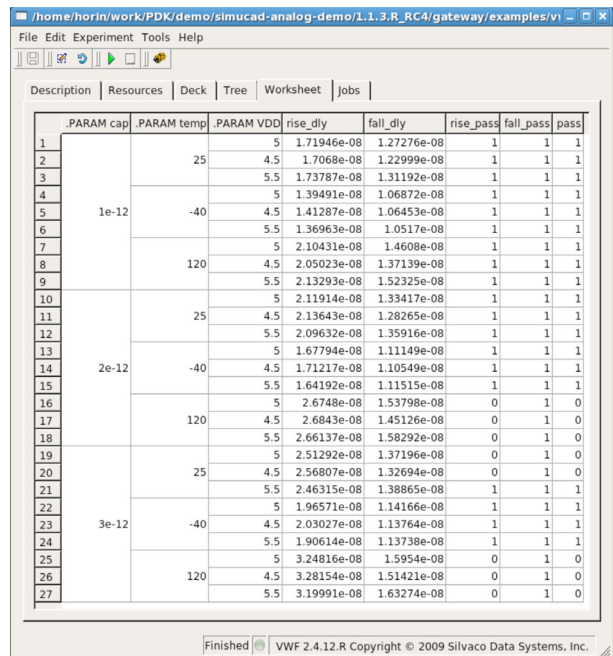 /home/horin/work/PDK/demo/simucad-analog-demo/1.1.3.R_RC4/gateway/examples/v
File Edit Experiment Tools Help
Description Resources Deck Tree Worksheet Jobs
.PARAM cap .PARAM temp .PARAM VDD rise_dly fall_dly rise_pass fall_pass pass
1 5 1.71946e-08 1.27276e-08 1 1 1
2 25 4.5 1.7068e-08 1.22999e-08 1 1 1
3 5.5 1.73787e-08 1.31192e-08 1 1 1
4 5 1.39491e-08 1.06872e-08 1 1 1
5 1e-12 -40 4.5 1.41287e-08 1.06453e-08 1 1 1
6 5.5 1.36963e-08 1.0517e-08 1 1 1
7 5 2.10431e-08 1.4608e-08 1 1 1
8 120 4.5 2.05023e-08 1.37139e-08 1 1 1
9 5.5 2.13293e-08 1.52325e-08 1 1 1
10 5 2.11914e-08 1.33417e-08 1 1 1
11 25 4.5 2.13643e-08 1.28265e-08 1 1 1
12 5.5 2.09632e-08 1.35916e-08 1 1 1
13 5 1.67794e-08 1.11149e-08 1 1 1
14 2e-12 -40 4.5 1.71217e-08 1.10549e-08 1 1 1
15 5.5 1.64192e-08 1.11515e-08 1 1 1
16 5 2.6748e-08 1.53798e-08 0 1 0
17 120 4.5 2.6843e-08 1.45126e-08 0 1 0
18 5.5 2.66137e-08 1.58292e-08 0 1 0
19 5 2.51292e-08 1.37196e-08 0 1 0
20 25 4.5 2.56807e-08 1.32694e-08 0 1 0
21 5.5 2.46315e-08 1.38865e-08 1 1 1
22 5 1.96571e-08 1.14166e-08 1 1 1
23 3e-12 -40 4.5 2.03027e-08 1.13764e-08 1 1 1
24 5.5 1.90614e-08 1.13738e-08 1 1 1
25 5 3.24816e-08 1.5954e-08 0 1 0
26 120 4.5 3.28154e-08 1.51421e-08 0 1 0
27 5.5 3.19991e-08 1.63274e-08 0 1 0
Finished VWF 2.4.12.R Copyright © 2009 Silvaco Data Systems, Inc.